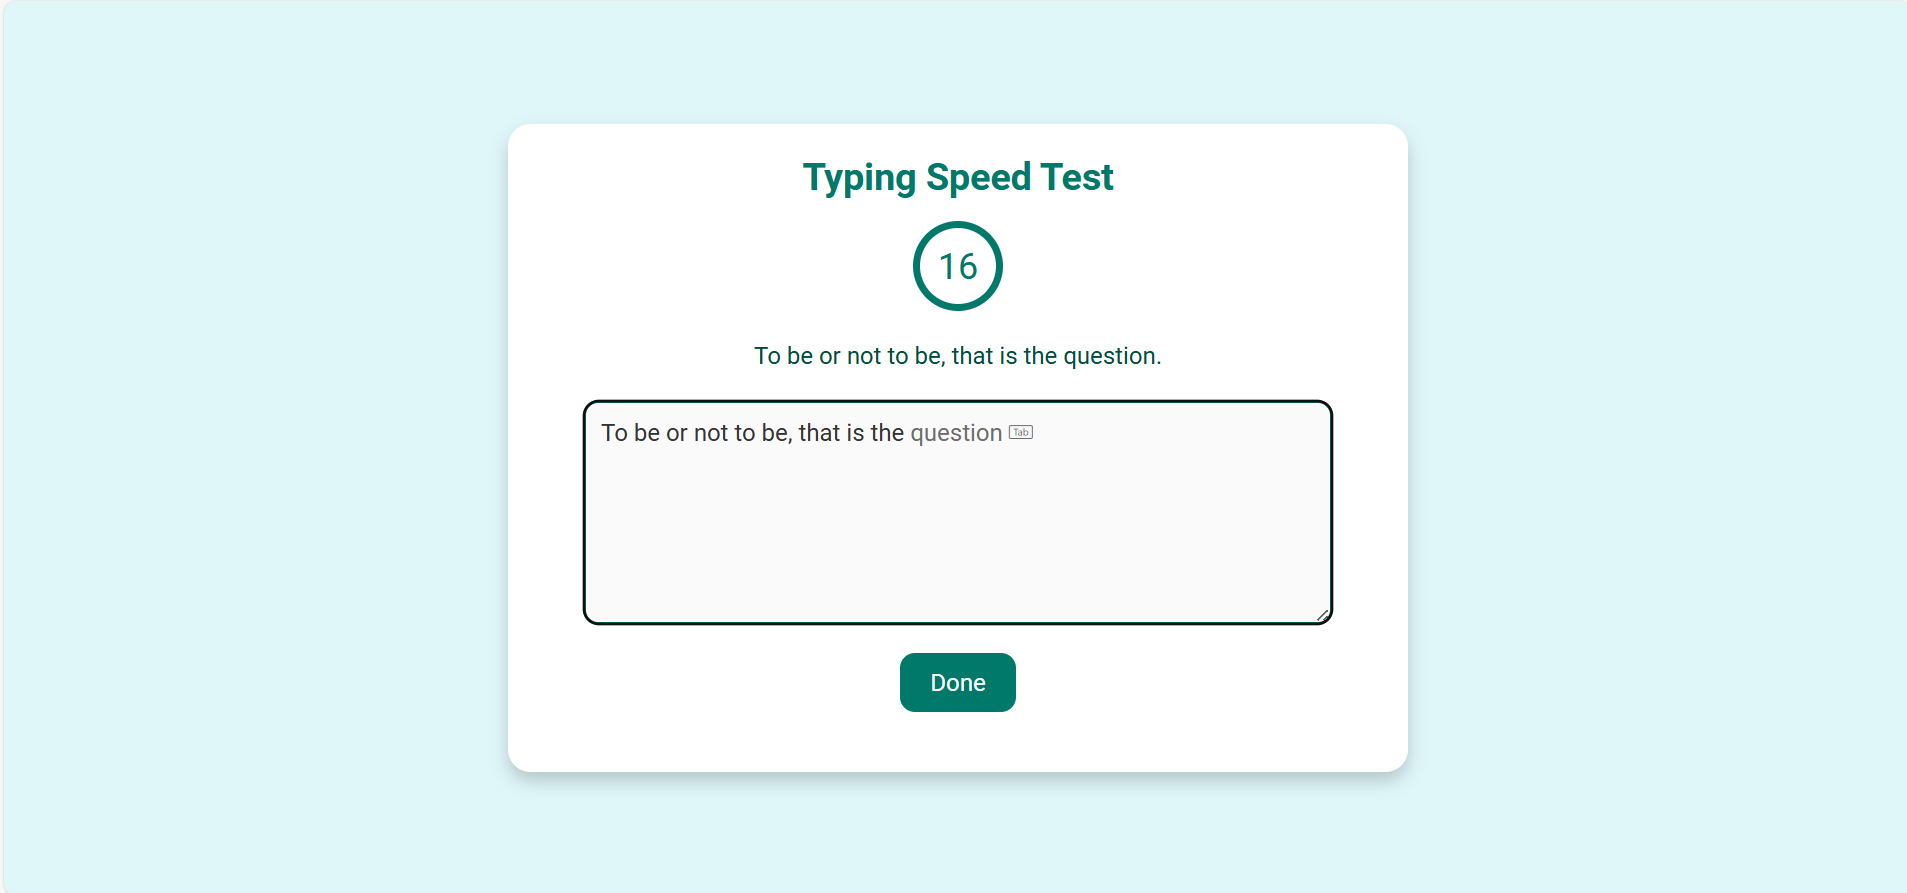 Typing Speed Test
16
To be or not to be, that is the question.
To be or not to be, that is the question Tab
Done